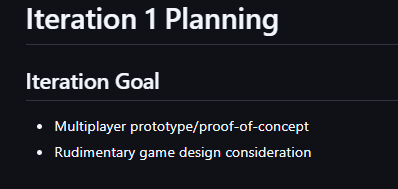 Iteration 1 Planning
Iteration Goal
Multiplayer prototype/proof-of-concept
Rudimentary game design consideration